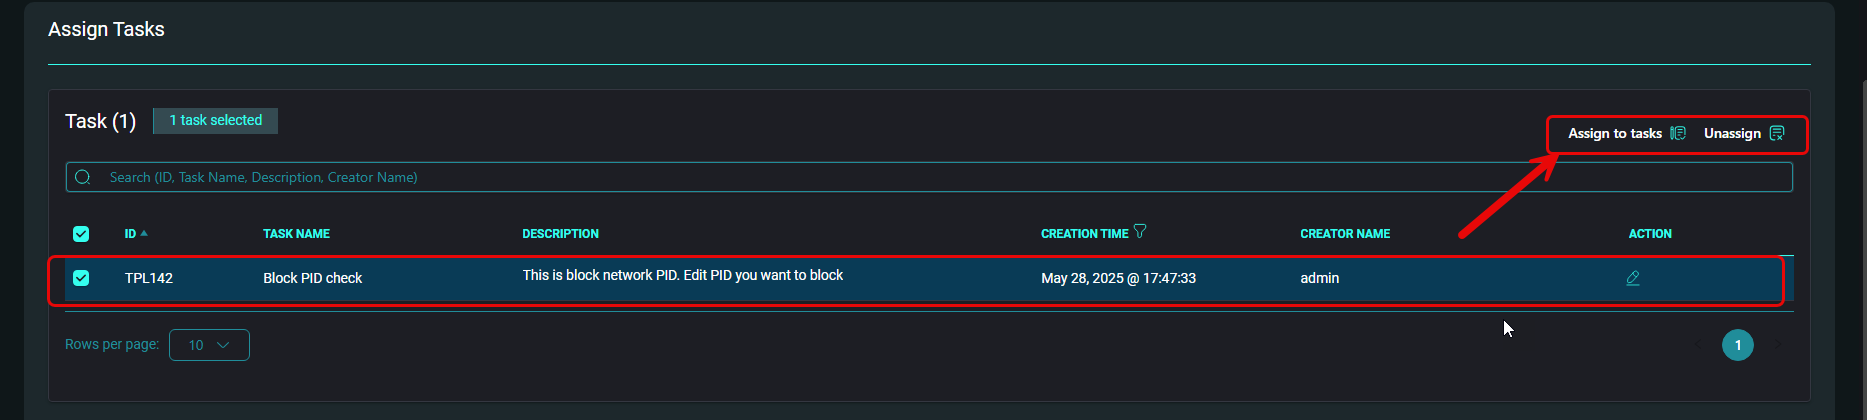 Assign Tasks
Task (1) 1 task selected
Assign to tasks Unassign
Search (ID, Task Name, Description, Creator Name)
ID TASK NAME DESCRIPTION CREATION TIME CREATOR NAME ACTION
TPL142 Block PID check This is block network PID. Edit PID you want to block May 28, 2025 @ 17:47:33 admin
Rows per page: 10 1